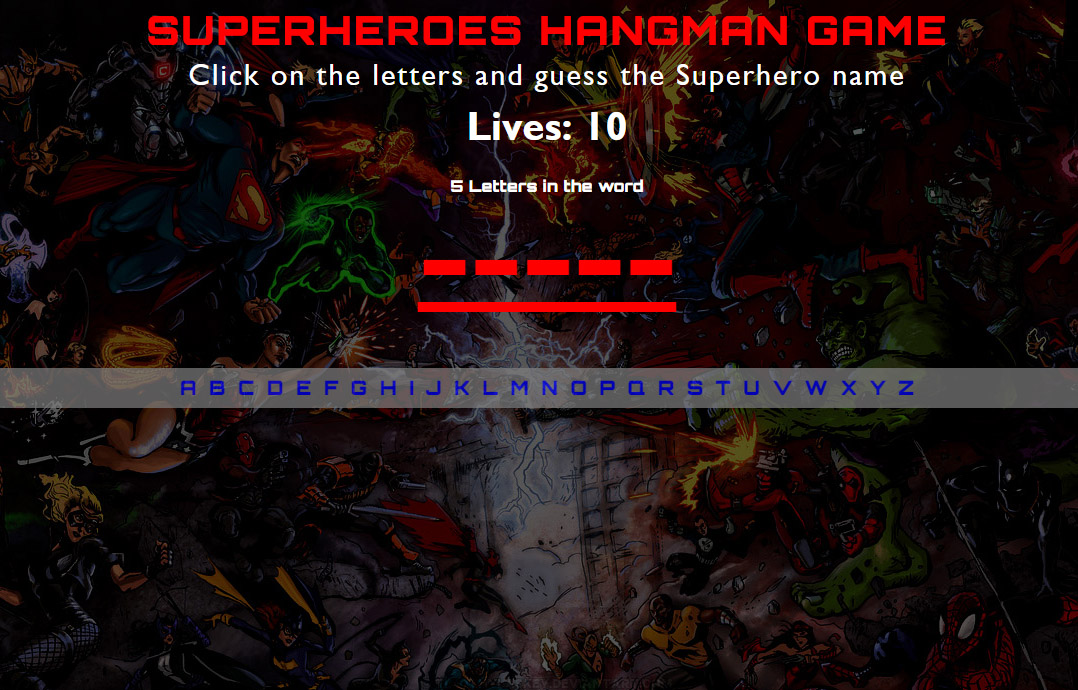 SUPERHEROES HANGMAN GAME
Click on the letters and guess the Superhero name
Lives: 10
5 Letters in the word
A B C D E F G H I J K L M N O P Q R S T U V W X Y Z